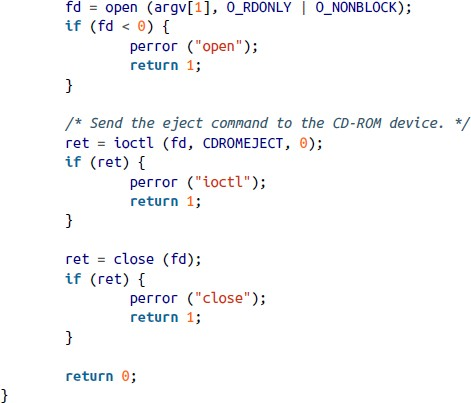 fd = open (argv[1], O_RDONLY | O_NONBLOCK);
if (fd < 0) {
perror ("open");
return 1;
}
/* Send the eject command to the CD-ROM device. */
ret = ioctl (fd, CDROMEJECT, 0);
if (ret) {
perror ("ioctl");
return 1;
}
ret = close (fd);
if (ret) {
perror ("close");
return 1;
}
return 0;
}